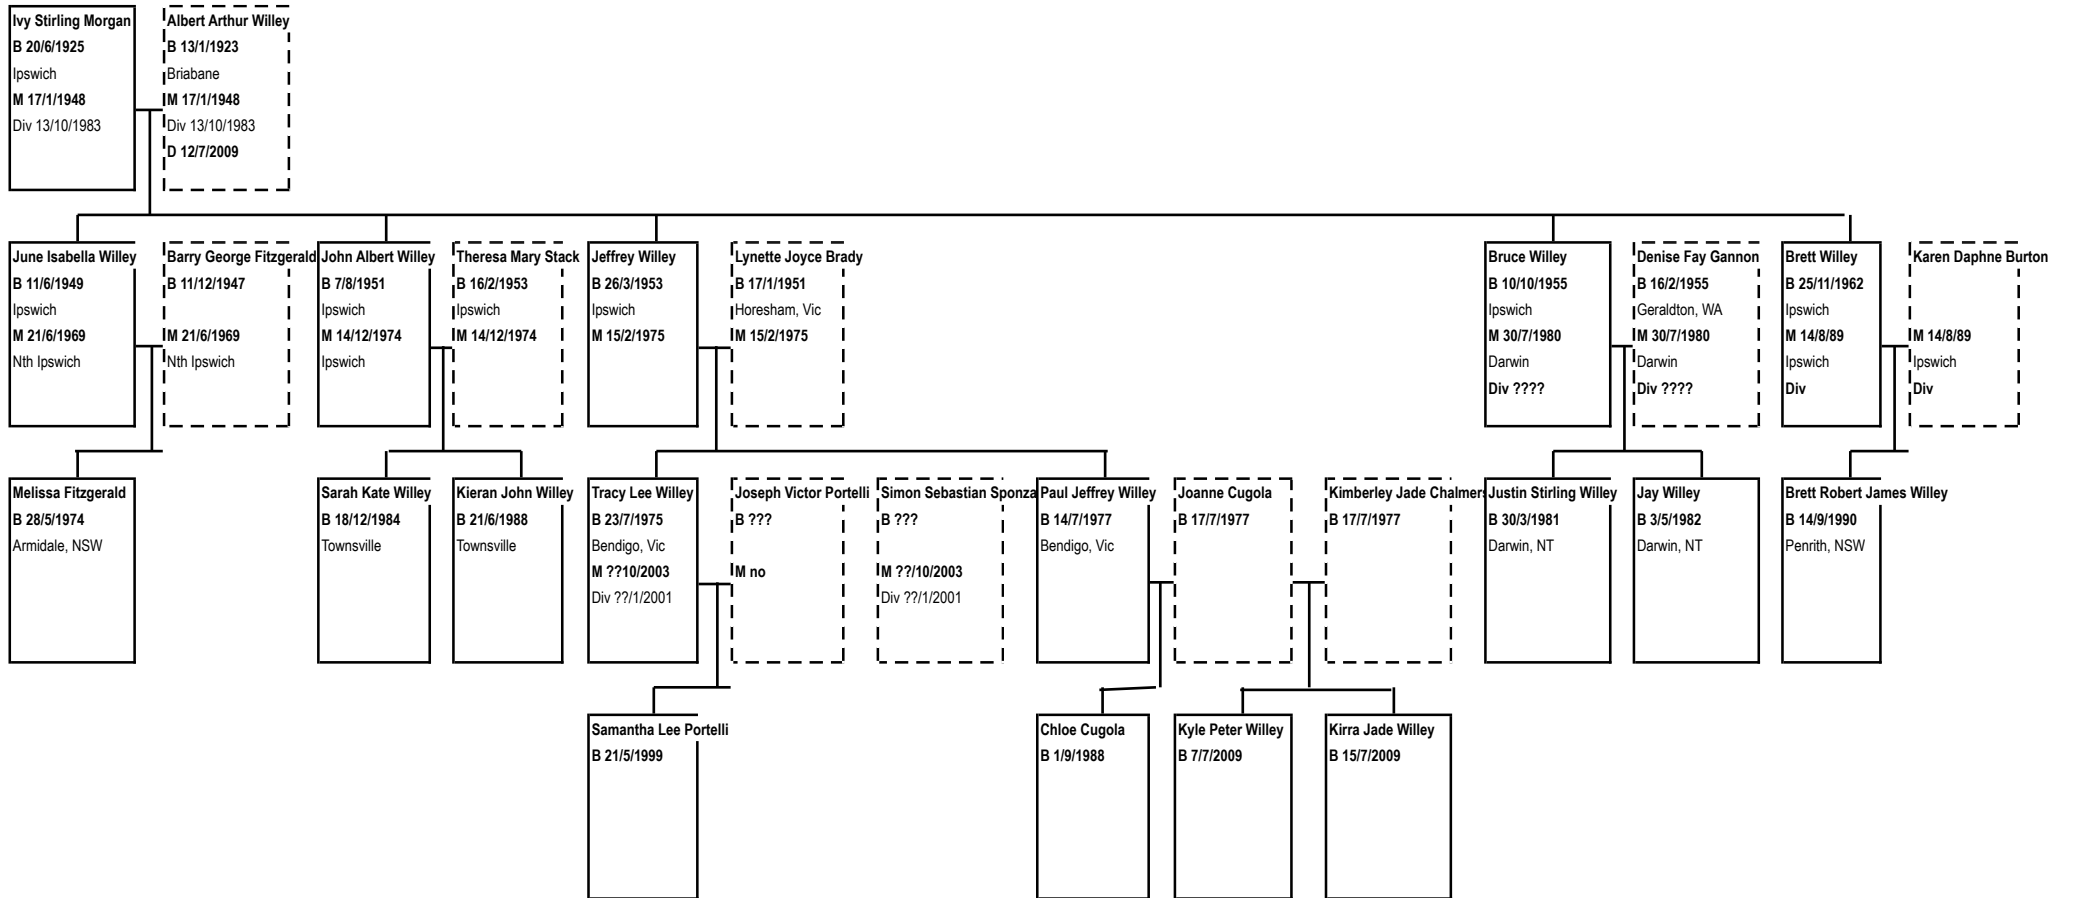 Ivy Stirling Morgan
B 20/6/1925
Ipswich
M 17/1/1948
Div 13/10/1983
Albert Arthur Willey
B 13/1/1923
Briabane
M 17/1/1948
Div 13/10/1983
D 12/7/2009
June Isabella Willey
B 11/6/1949
Ipswich
M 21/6/1969
Nth Ipswich
Barry George Fitzgerald
B 11/12/1947
M 21/6/1969
Nth Ipswich
John Albert Willey
B 7/8/1951
Ipswich
M 14/12/1974
Ipswich
Theresa Mary Stack
B 16/2/1953
Ipswich
M 14/12/1974
Jeffrey Willey
B 26/3/1953
Ipswich
M 15/2/1975
Lynette Joyce Brady
B 17/1/1951
Horesham, Vic
M 15/2/1975
Bruce Willey
B 10/10/1955
Ipswich
M 30/7/1980
Darwin
Div ????
Denise Fay Gannon
B 16/2/1955
Geraldton, WA
M 30/7/1980
Darwin
Div ????
Brett Willey
B 25/11/1962
Ipswich
M 14/8/89
Ipswich
Div
Karen Daphne Burton
M 14/8/89
Ipswich
Div
Melissa Fitzgerald
B 28/5/1974
Armidale, NSW
Sarah Kate Willey
B 18/12/1984
Townsville
Kieran John Willey
B 21/6/1988
Townsville
Tracy Lee Willey
B 23/7/1975
Bendigo, Vic
M ??10/2003
Div ??/1/2001
Joseph Victor Portelli
B ???
M no
Simon Sebastian Sponza
B ???
M ??/10/2003
Div ??/1/2001
Paul Jeffrey Willey
B 14/7/1977
Bendigo, Vic
Joanne Cugola
B 17/7/1977
Kimberley Jade Chalmers
B 17/7/1977
Justin Stirling Willey
B 30/3/1981
Darwin, NT
Jay Willey
B 3/5/1982
Darwin, NT
Brett Robert James Willey
B 14/9/1990
Penrith, NSW
Samantha Lee Portelli
B 21/5/1999
Chloe Cugola
B 1/9/1988
Kyle Peter Willey
B 7/7/2009
Kirra Jade Willey
B 15/7/2009